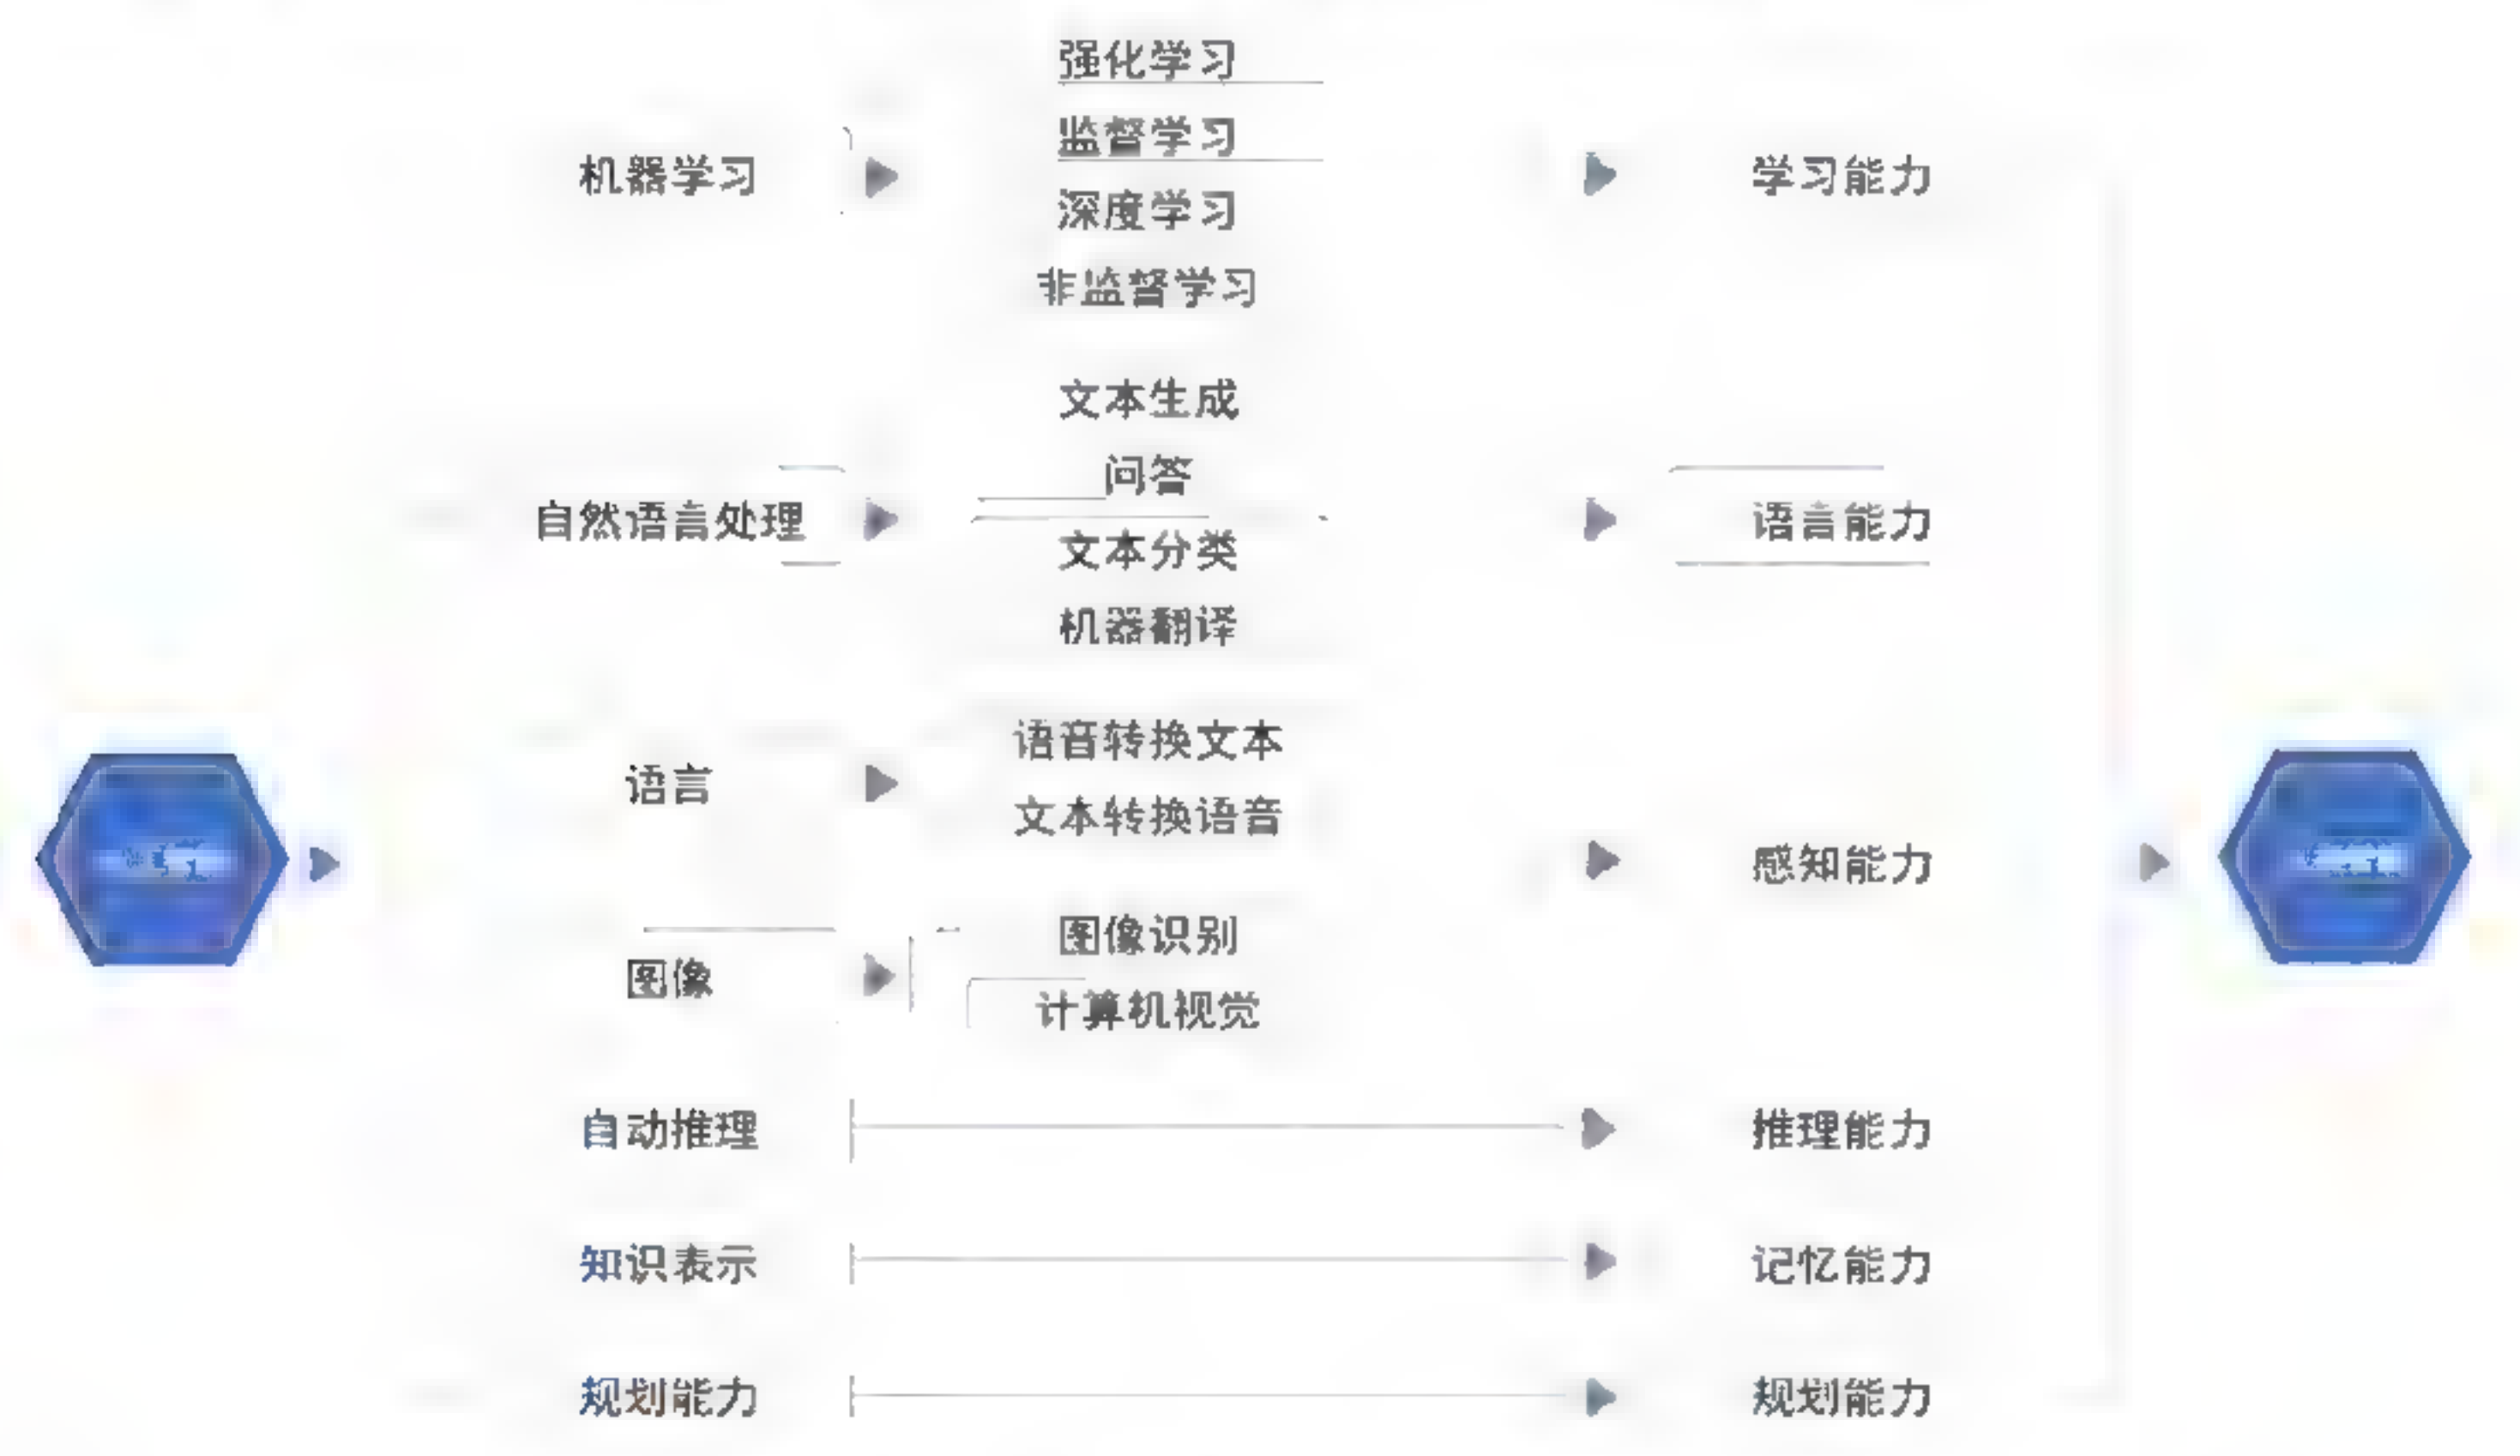 机器学习
强化学习
监督学习
深度学习
非监督学习
学习能力
自然语言处理
文本生成
问答
文本分类
机器翻译
语言能力
语言
语音转换文本
文本转换语音
图像
图像识别
计算机视觉
感知能力
自动推理
推理能力
知识表示
记忆能力
规划能力
规划能力